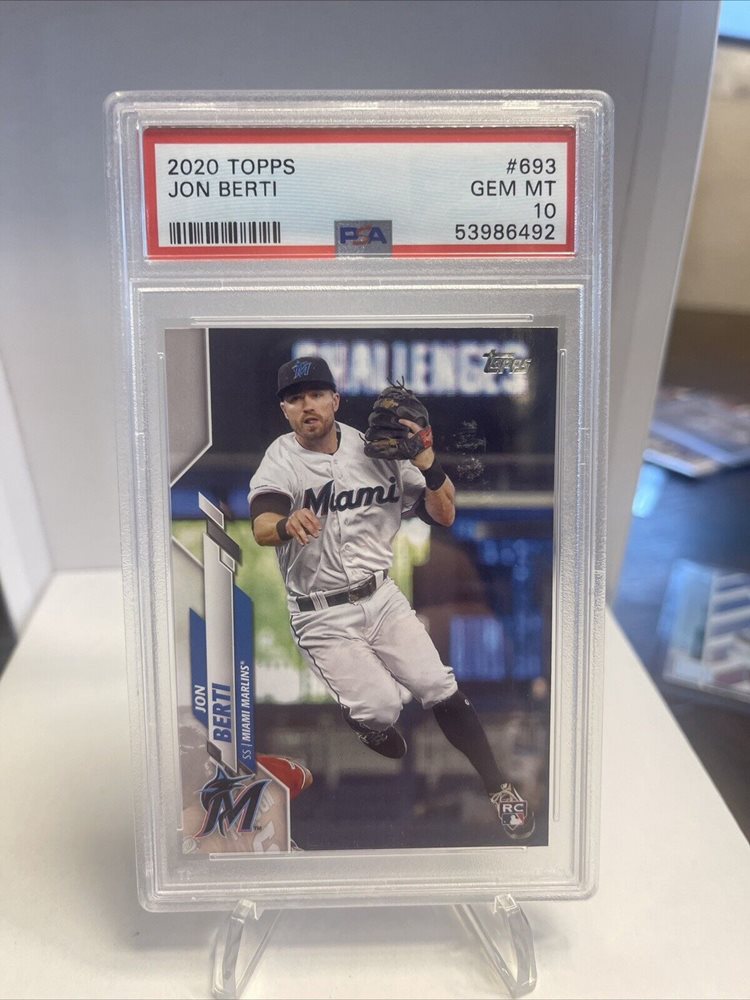 2020 TOPPS #693
JON BERTI GEM MT
10
PSA 53986492
CHALLENGES
Topps
M
Miami
JON
BERTI
SS | MIAMI MARLINS®
M™
RC